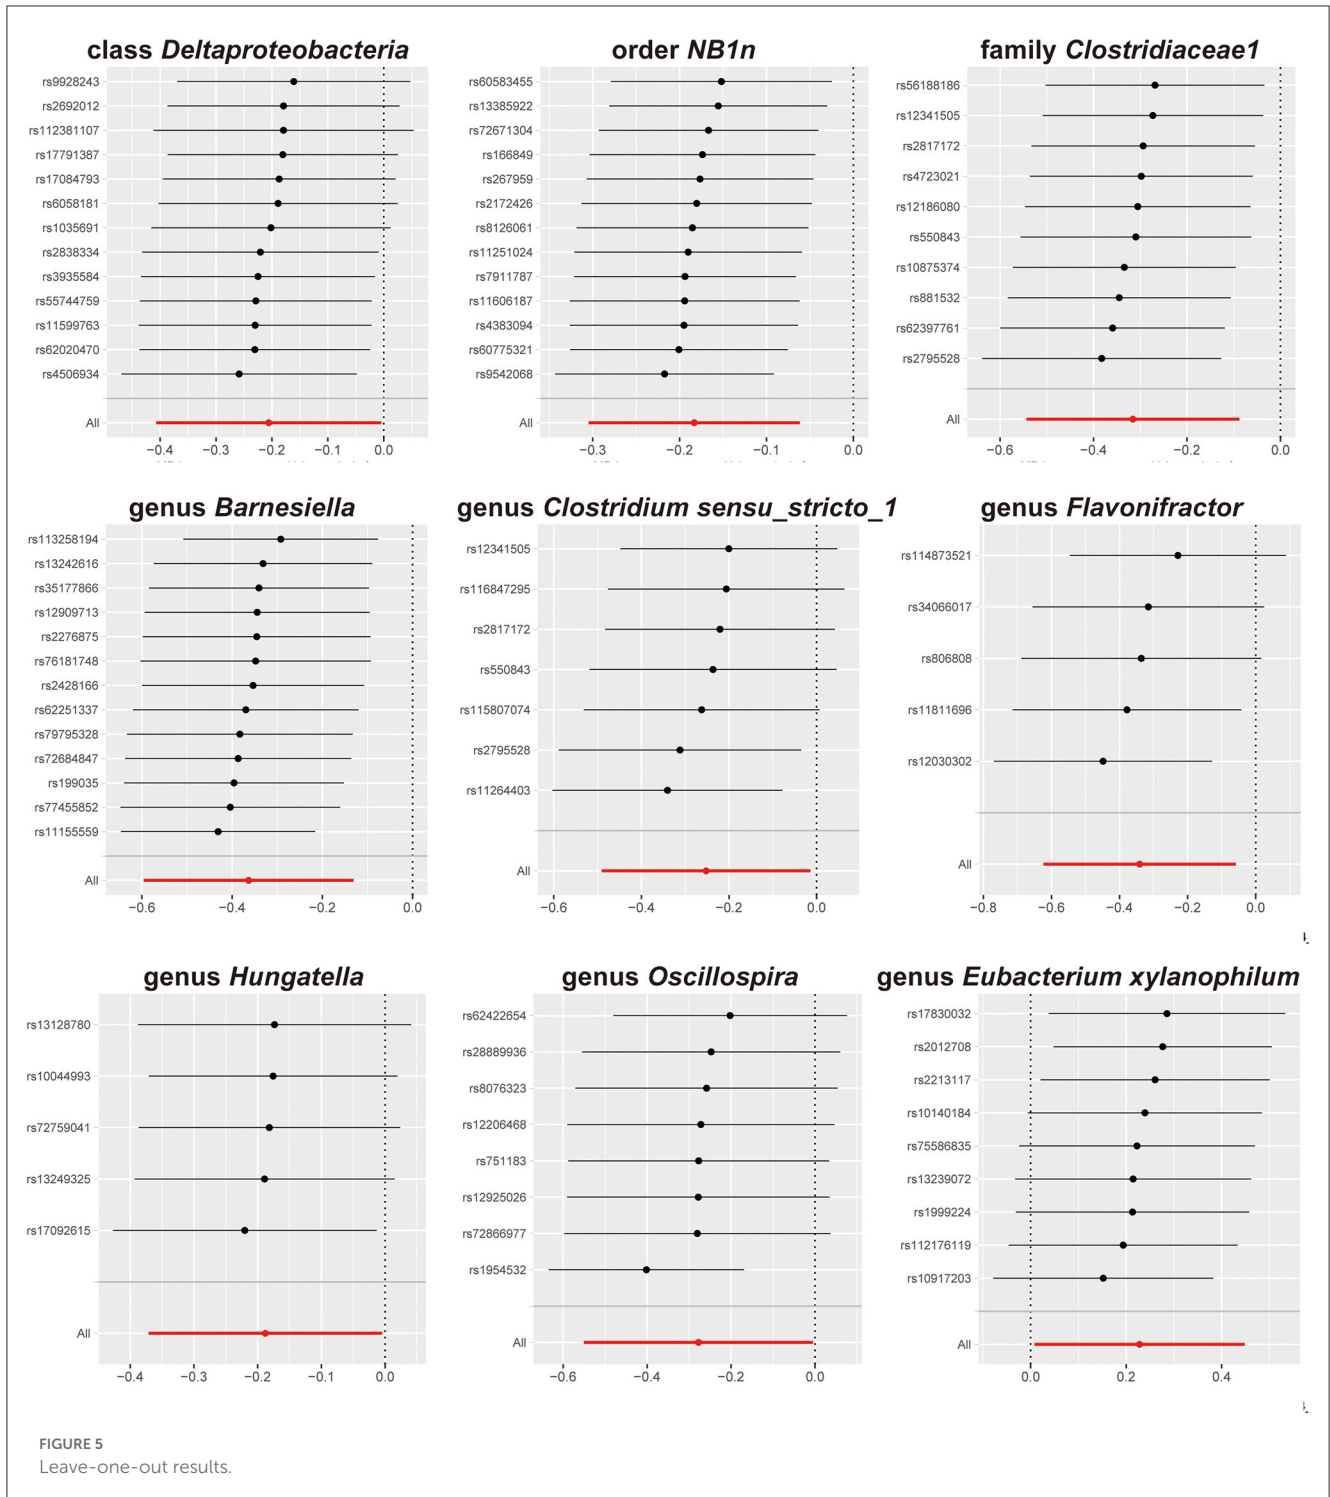 class Deltaproteobacteria
rs9928243
rs2692012
rs112381107
rs17791387
rs17084793
rs6058181
rs1035691
rs2838334
rs3935584
rs55744759
rs11599763
rs62020470
rs4506934
All
−0.4 −0.3 −0.2 −0.1 0.0
order NB1n
rs60583455
rs13385922
rs72671304
rs166849
rs267959
rs2172426
rs8126061
rs11251024
rs7911787
rs11606187
rs4383094
rs60775321
rs9542068
All
−0.3 −0.2 −0.1 0.0
family Clostridiaceae1
rs56188186
rs12341505
rs2817172
rs4723021
rs12186080
rs550843
rs10875374
rs881532
rs62397761
rs2795528
All
−0.6 −0.4 −0.2 0.0
genus Barnesiella
rs113258194
rs13242616
rs35177866
rs12909713
rs2276875
rs76181748
rs2428166
rs62251337
rs79795328
rs72684847
rs199035
rs77455852
rs11155559
All
−0.6 −0.4 −0.2 0.0
genus Clostridium sensu_stricto_1
rs12341505
rs116847295
rs2817172
rs550843
rs115807074
rs2795528
rs11264403
All
−0.6 −0.4 −0.2 0.0
genus Flavonifractor
rs114873521
rs34066017
rs806808
rs11811696
rs12030302
All
−0.8 −0.6 −0.4 −0.2 0.0
genus Hungatella
rs13128780
rs10044993
rs72759041
rs13249325
rs17092615
All
−0.4 −0.3 −0.2 −0.1 0.0
genus Oscillospira
rs62422654
rs28889936
rs8076323
rs12206468
rs751183
rs12925026
rs72866977
rs1954532
All
−0.6 −0.4 −0.2 0.0
genus Eubacterium xylanophilum
rs17830032
rs2012708
rs2213117
rs10140184
rs75586835
rs13239072
rs1999224
rs112176119
rs10917203
All
0.0 0.2 0.4
FIGURE 5
Leave-one-out results.